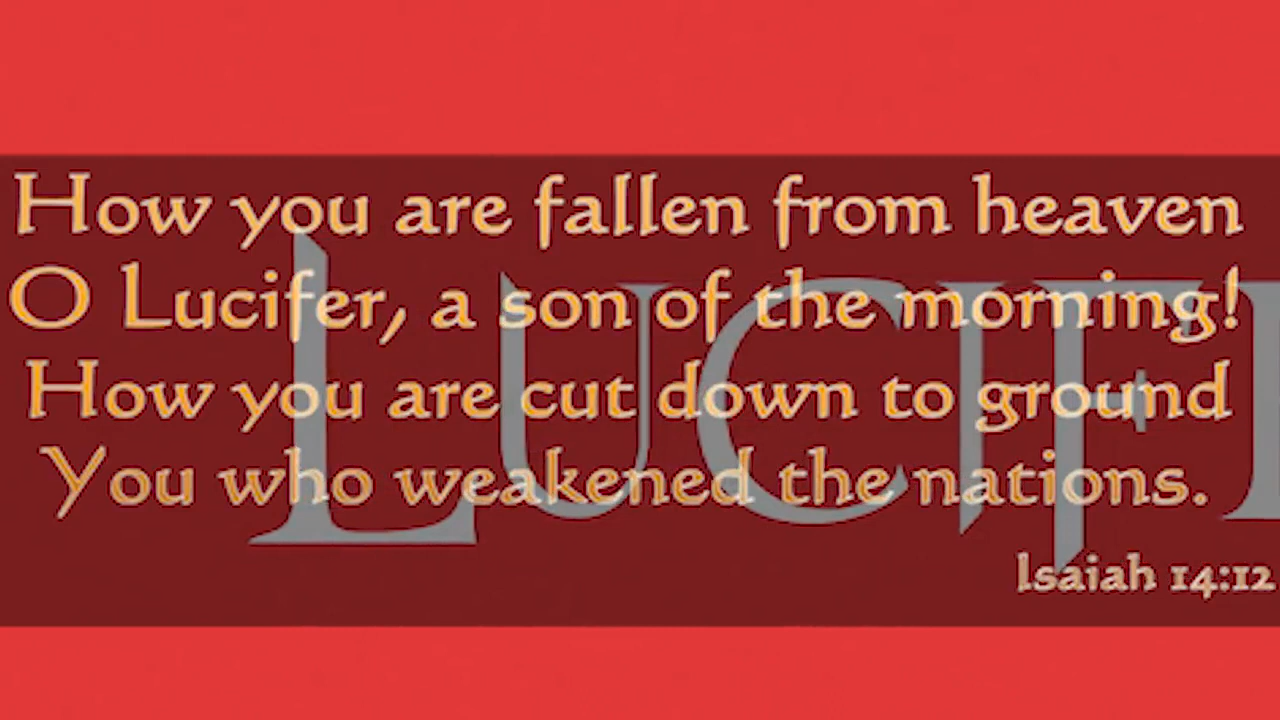 How you are fallen from heaven
O Lucifer, a son of the morning!
How you are cut down to ground
You who weakened the nations.
Isaiah 14:12
LUCIF